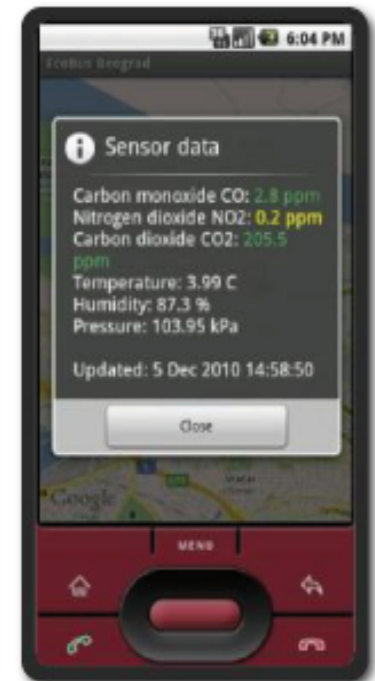 6:04 PM
EcoBus Beograd
Sensor data
Carbon monoxide CO: 2.8 ppm
Nitrogen dioxide NO2: 0.2 ppm
Carbon dioxide CO2: 205.5
ppm
Temperature: 3.99 C
Humidity: 87.3 %
Pressure: 103.95 kPa
Updated: 5 Dec 2010 14:58:50
Close
Google
MENU